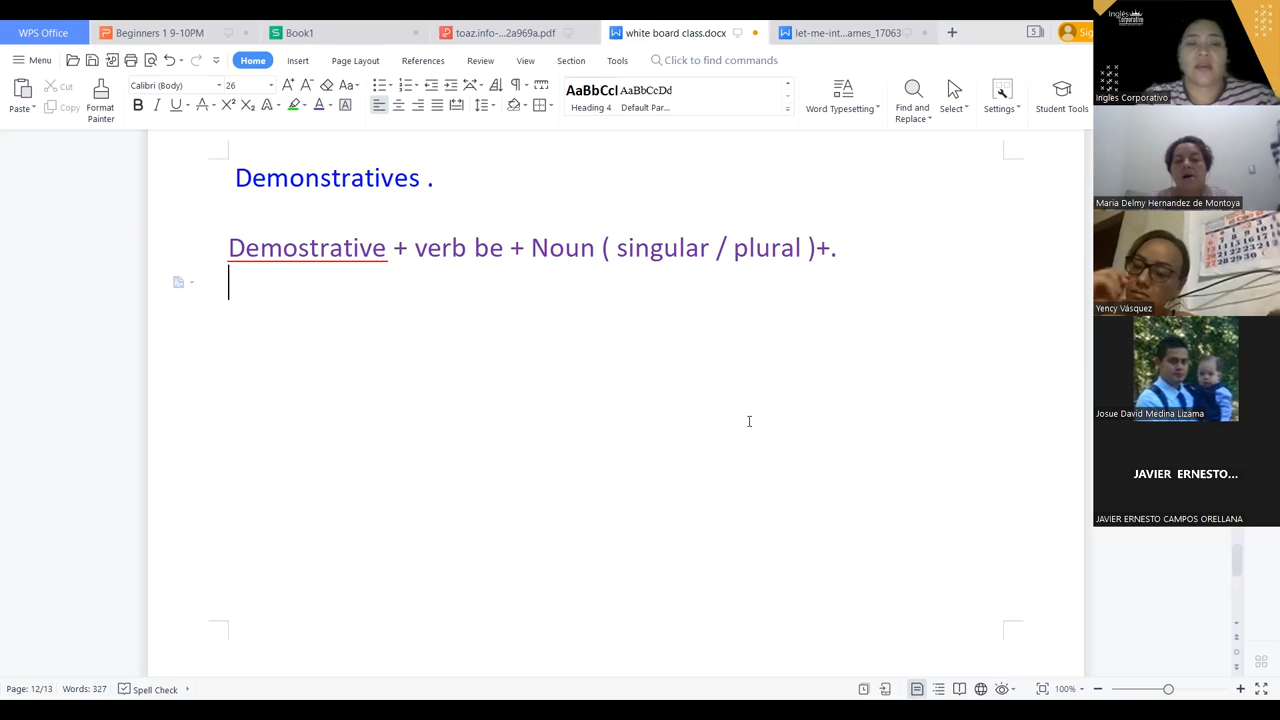 WPS Office
Beginners 1 9-10PM
Book1
toaz.info-...2a969a.pdf
white board class.docx
let-me-int...ames_17063
5
Sig
Menu
Home
Insert
Page Layout
References
Review
View
Section
Tools
Click to find commands
Paste
Cut
Copy
Format
Painter
Calibri (Body)
26
AaBbCcI
Heading 4
AaBbCcDd
Default Par...
Word Typesetting
Find and
Replace
Select
Settings
Student Tools
Demonstratives .
Demostrative + verb be + Noun ( singular / plural )+.
Inglés
Corporativo
Ingles Corporativo
Maria Delmy Hernandez de Montoya
Yency Vásquez
Josue David Medina Lizama
JAVIER ERNESTO...
JAVIER ERNESTO CAMPOS ORELLANA
Page: 12/13
Words: 327
Spell Check
100%